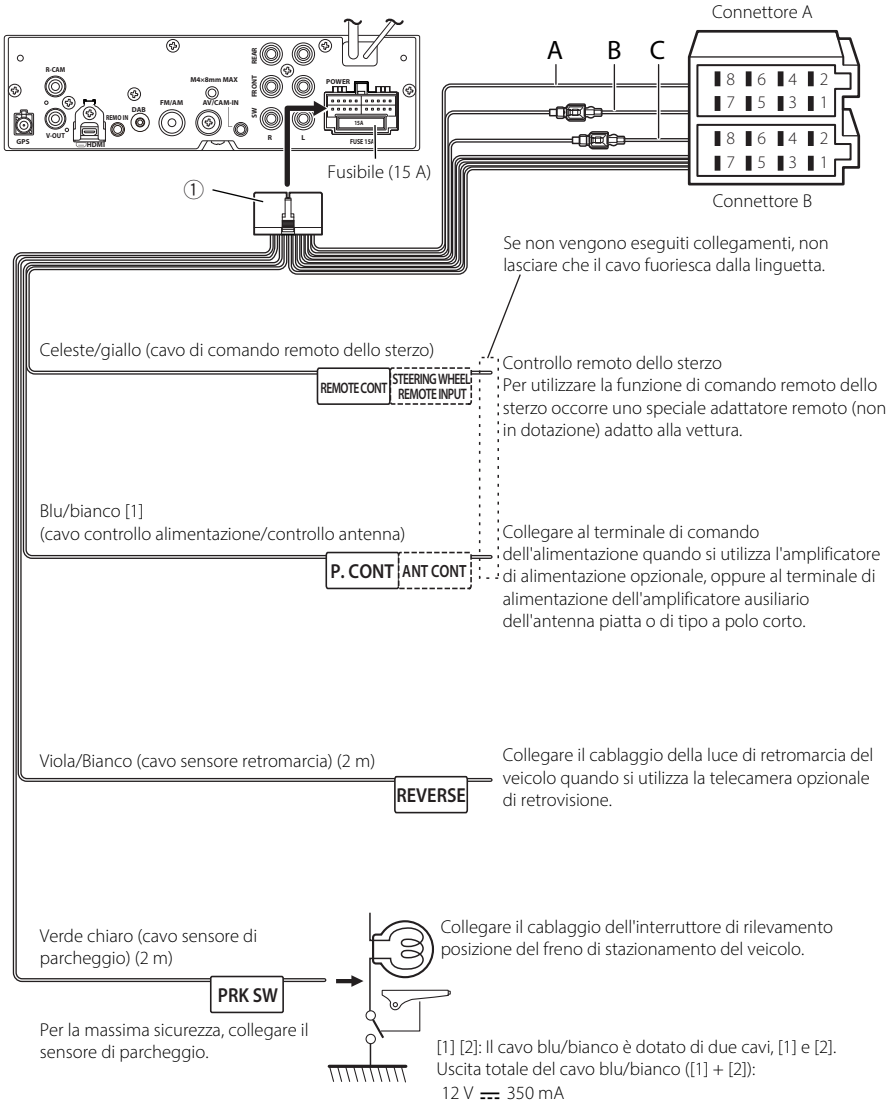 Connettore A
A B C
8 6 4 2
7 5 3 1
8 6 4 2
7 5 3 1
Connettore B
R-CAM
V-OUT
GPS
HDMI
REMO IN
DAB
FM/AM
M4×8mm MAX
AV/CAM-IN
REAR
FRONT
SW
R
L
POWER
15A
FUSE 15A
Fusibile (15 A)
①
Se non vengono eseguiti collegamenti, non
lasciare che il cavo fuoriesca dalla linguetta.
Celeste/giallo (cavo di comando remoto dello sterzo)
REMOTE CONT
STEERING WHEEL
REMOTE INPUT
Controllo remoto dello sterzo
Per utilizzare la funzione di comando remoto dello
sterzo occorre uno speciale adattatore remoto (non
in dotazione) adatto alla vettura.
Blu/bianco [1]
(cavo controllo alimentazione/controllo antenna)
P. CONT
ANT CONT
Collegare al terminale di comando
dell'alimentazione quando si utilizza l'amplificatore
di alimentazione opzionale, oppure al terminale di
alimentazione dell'amplificatore ausiliario
dell'antenna piatta o di tipo a polo corto.
Viola/Bianco (cavo sensore retromarcia) (2 m)
REVERSE
Collegare il cablaggio della luce di retromarcia del
veicolo quando si utilizza la telecamera opzionale
di retrovisione.
Verde chiaro (cavo sensore di
parcheggio) (2 m)
PRK SW
Per la massima sicurezza, collegare il
sensore di parcheggio.
Collegare il cablaggio dell'interruttore di rilevamento
posizione del freno di stazionamento del veicolo.
[1] [2]: Il cavo blu/bianco è dotato di due cavi, [1] e [2].
Uscita totale del cavo blu/bianco ([1] + [2]):
12 V ⎓ 350 mA